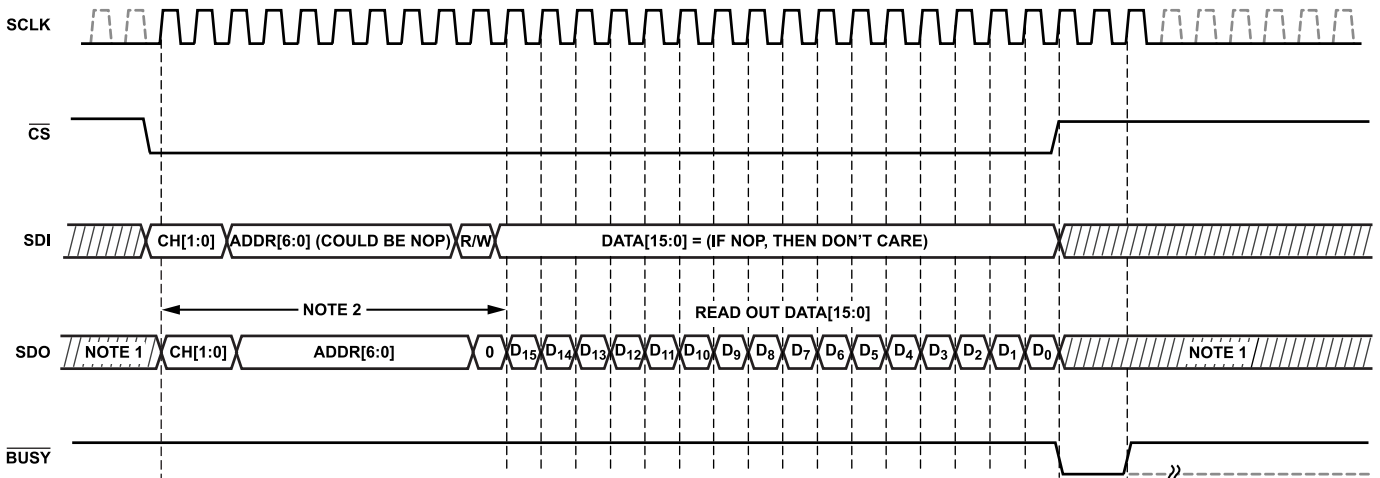 SCLK
CS
SDI
CH[1:0] ADDR[6:0] (COULD BE NOP) R/W DATA[15:0] = (IF NOP, THEN DON'T CARE)
NOTE 2 READ OUT DATA[15:0]
SDO NOTE 1 CH[1:0] ADDR[6:0] 0 D15 D14 D13 D12 D11 D10 D9 D8 D7 D6 D5 D4 D3 D2 D1 D0 NOTE 1
BUSY